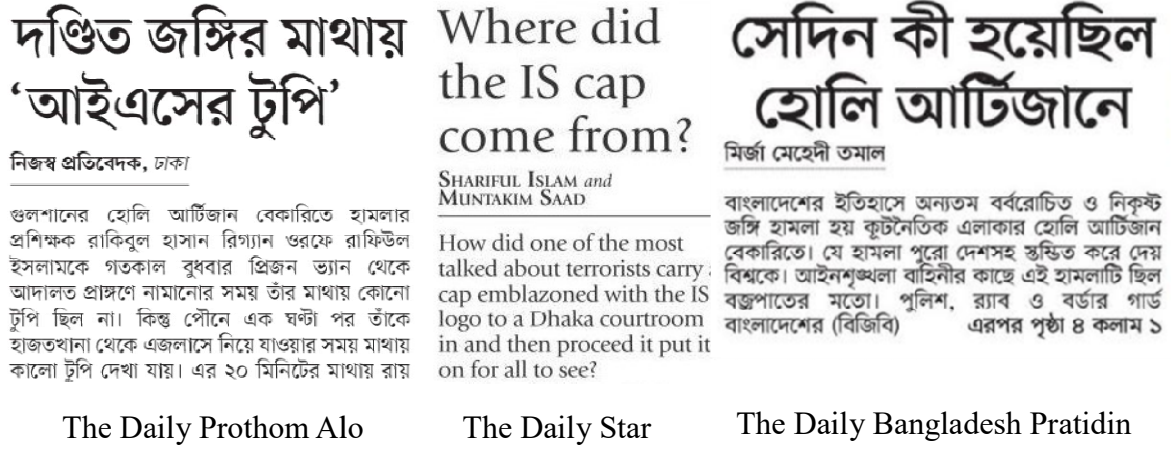 দণ্ডিত জঙ্গির মাথায়
‘আইএসের টুপি’
নিজস্ব প্রতিবেদক, ঢাকা
গুলশানের হোলি আর্টিজান বেকারিতে হামলার
প্রশিক্ষক রাকিবুল হাসান রিগ্যান ওরফে রাফিউল
ইসলামকে গতকাল বুধবার প্রিজন ভ্যান থেকে
আদালত প্রাঙ্গণে নামানোর সময় তাঁর মাথায় কোনো
টুপি ছিল না। কিন্তু পৌনে এক ঘণ্টা পর তাঁকে
হাজতখানা থেকে এজলাসে নিয়ে যাওয়ার সময় মাথায়
কালো টুপি দেখা যায়। এর ২০ মিনিটের মাথায় রায়
The Daily Prothom Alo
Where did
the IS cap
come from?
SHARIFUL ISLAM and
MUNTAKIM SAAD
How did one of the most
talked about terrorists carry
cap emblazoned with the IS
logo to a Dhaka courtroom
in and then proceed it put it
on for all to see?
The Daily Star
সেদিন কী হয়েছিল
হোলি আর্টিজানে
মির্জা মেহেদী তমাল
বাংলাদেশের ইতিহাসে অন্যতম বর্বরোচিত ও নিকৃষ্ট
জঙ্গি হামলা হয় কূটনৈতিক এলাকার হোলি আর্টিজান
বেকারিতে। যে হামলা পুরো দেশসহ স্তম্ভিত করে দেয়
বিশ্বকে। আইনশৃঙ্খলা বাহিনীর কাছে এই হামলাটি ছিল
বজ্রপাতের মতো। পুলিশ, র‍্যাব ও বর্ডার গার্ড
বাংলাদেশের (বিজিবি) এরপর পৃষ্ঠা ৪ কলাম ১
The Daily Bangladesh Pratidin